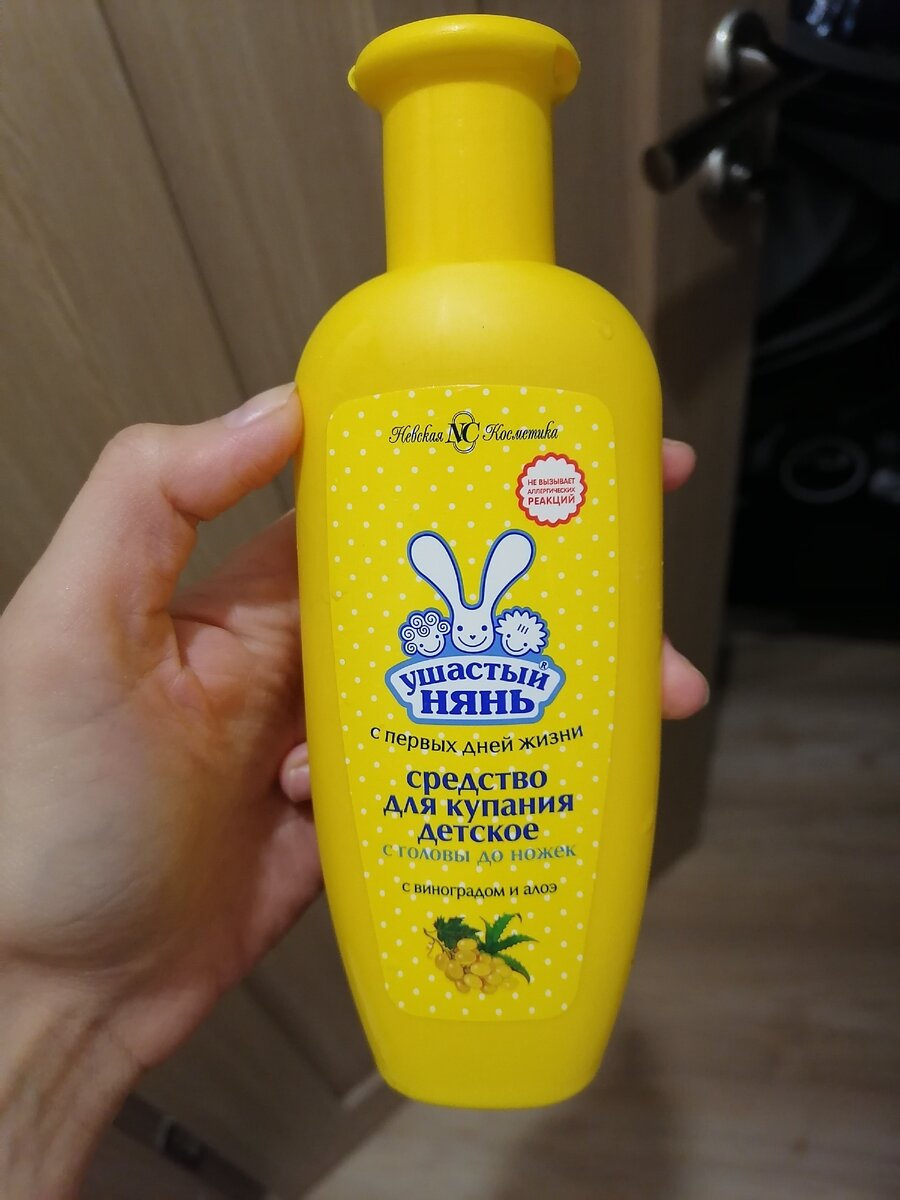 Невская NC Косметика
НЕ ВЫЗЫВАЕТ
АЛЛЕРГИЧЕСКИХ
РЕАКЦИЙ
ушастый®
нянь
с первых дней жизни
средство
для купания
детское
с головы до ножек
с виноградом и алоэ